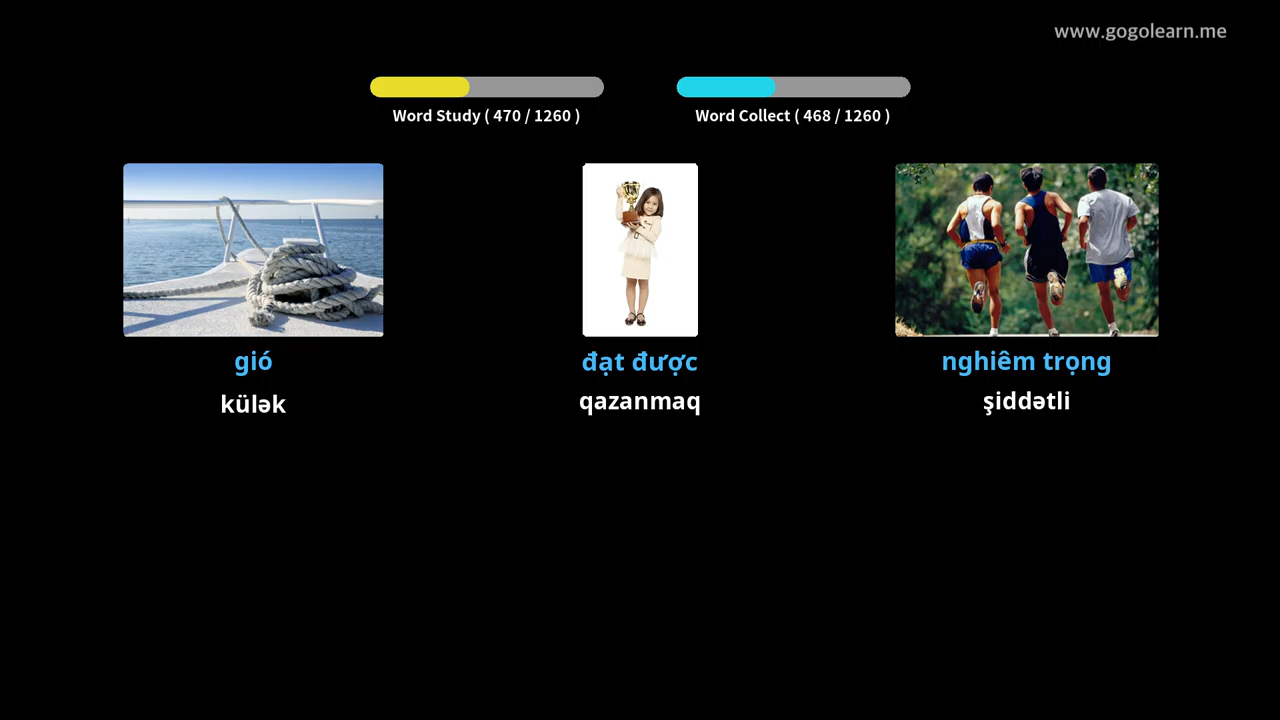 www.gogolearn.me
Word Study ( 470 / 1260 )
Word Collect ( 468 / 1260 )
gió
külək
đạt được
qazanmaq
nghiêm trọng
şiddətli